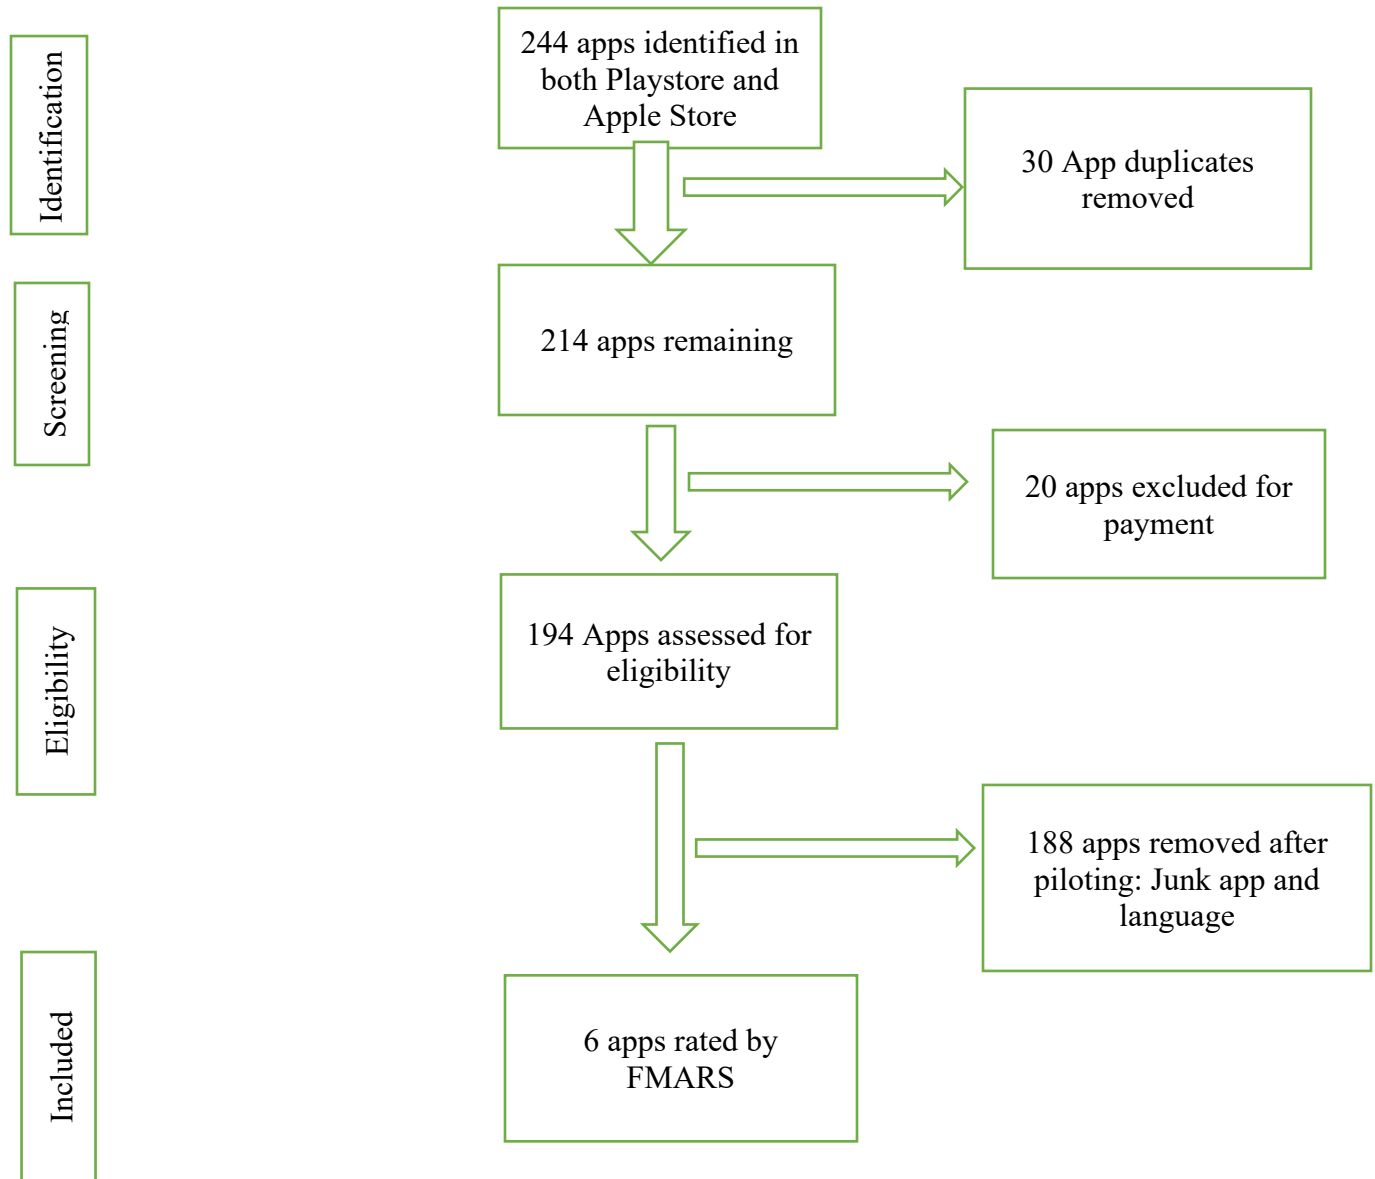 Identification
244 apps identified in
both Playstore and
Apple Store
30 App duplicates
removed
Screening
214 apps remaining
20 apps excluded for
payment
Eligibility
194 Apps assessed for
eligibility
188 apps removed after
piloting: Junk app and
language
Included
6 apps rated by
FMARS